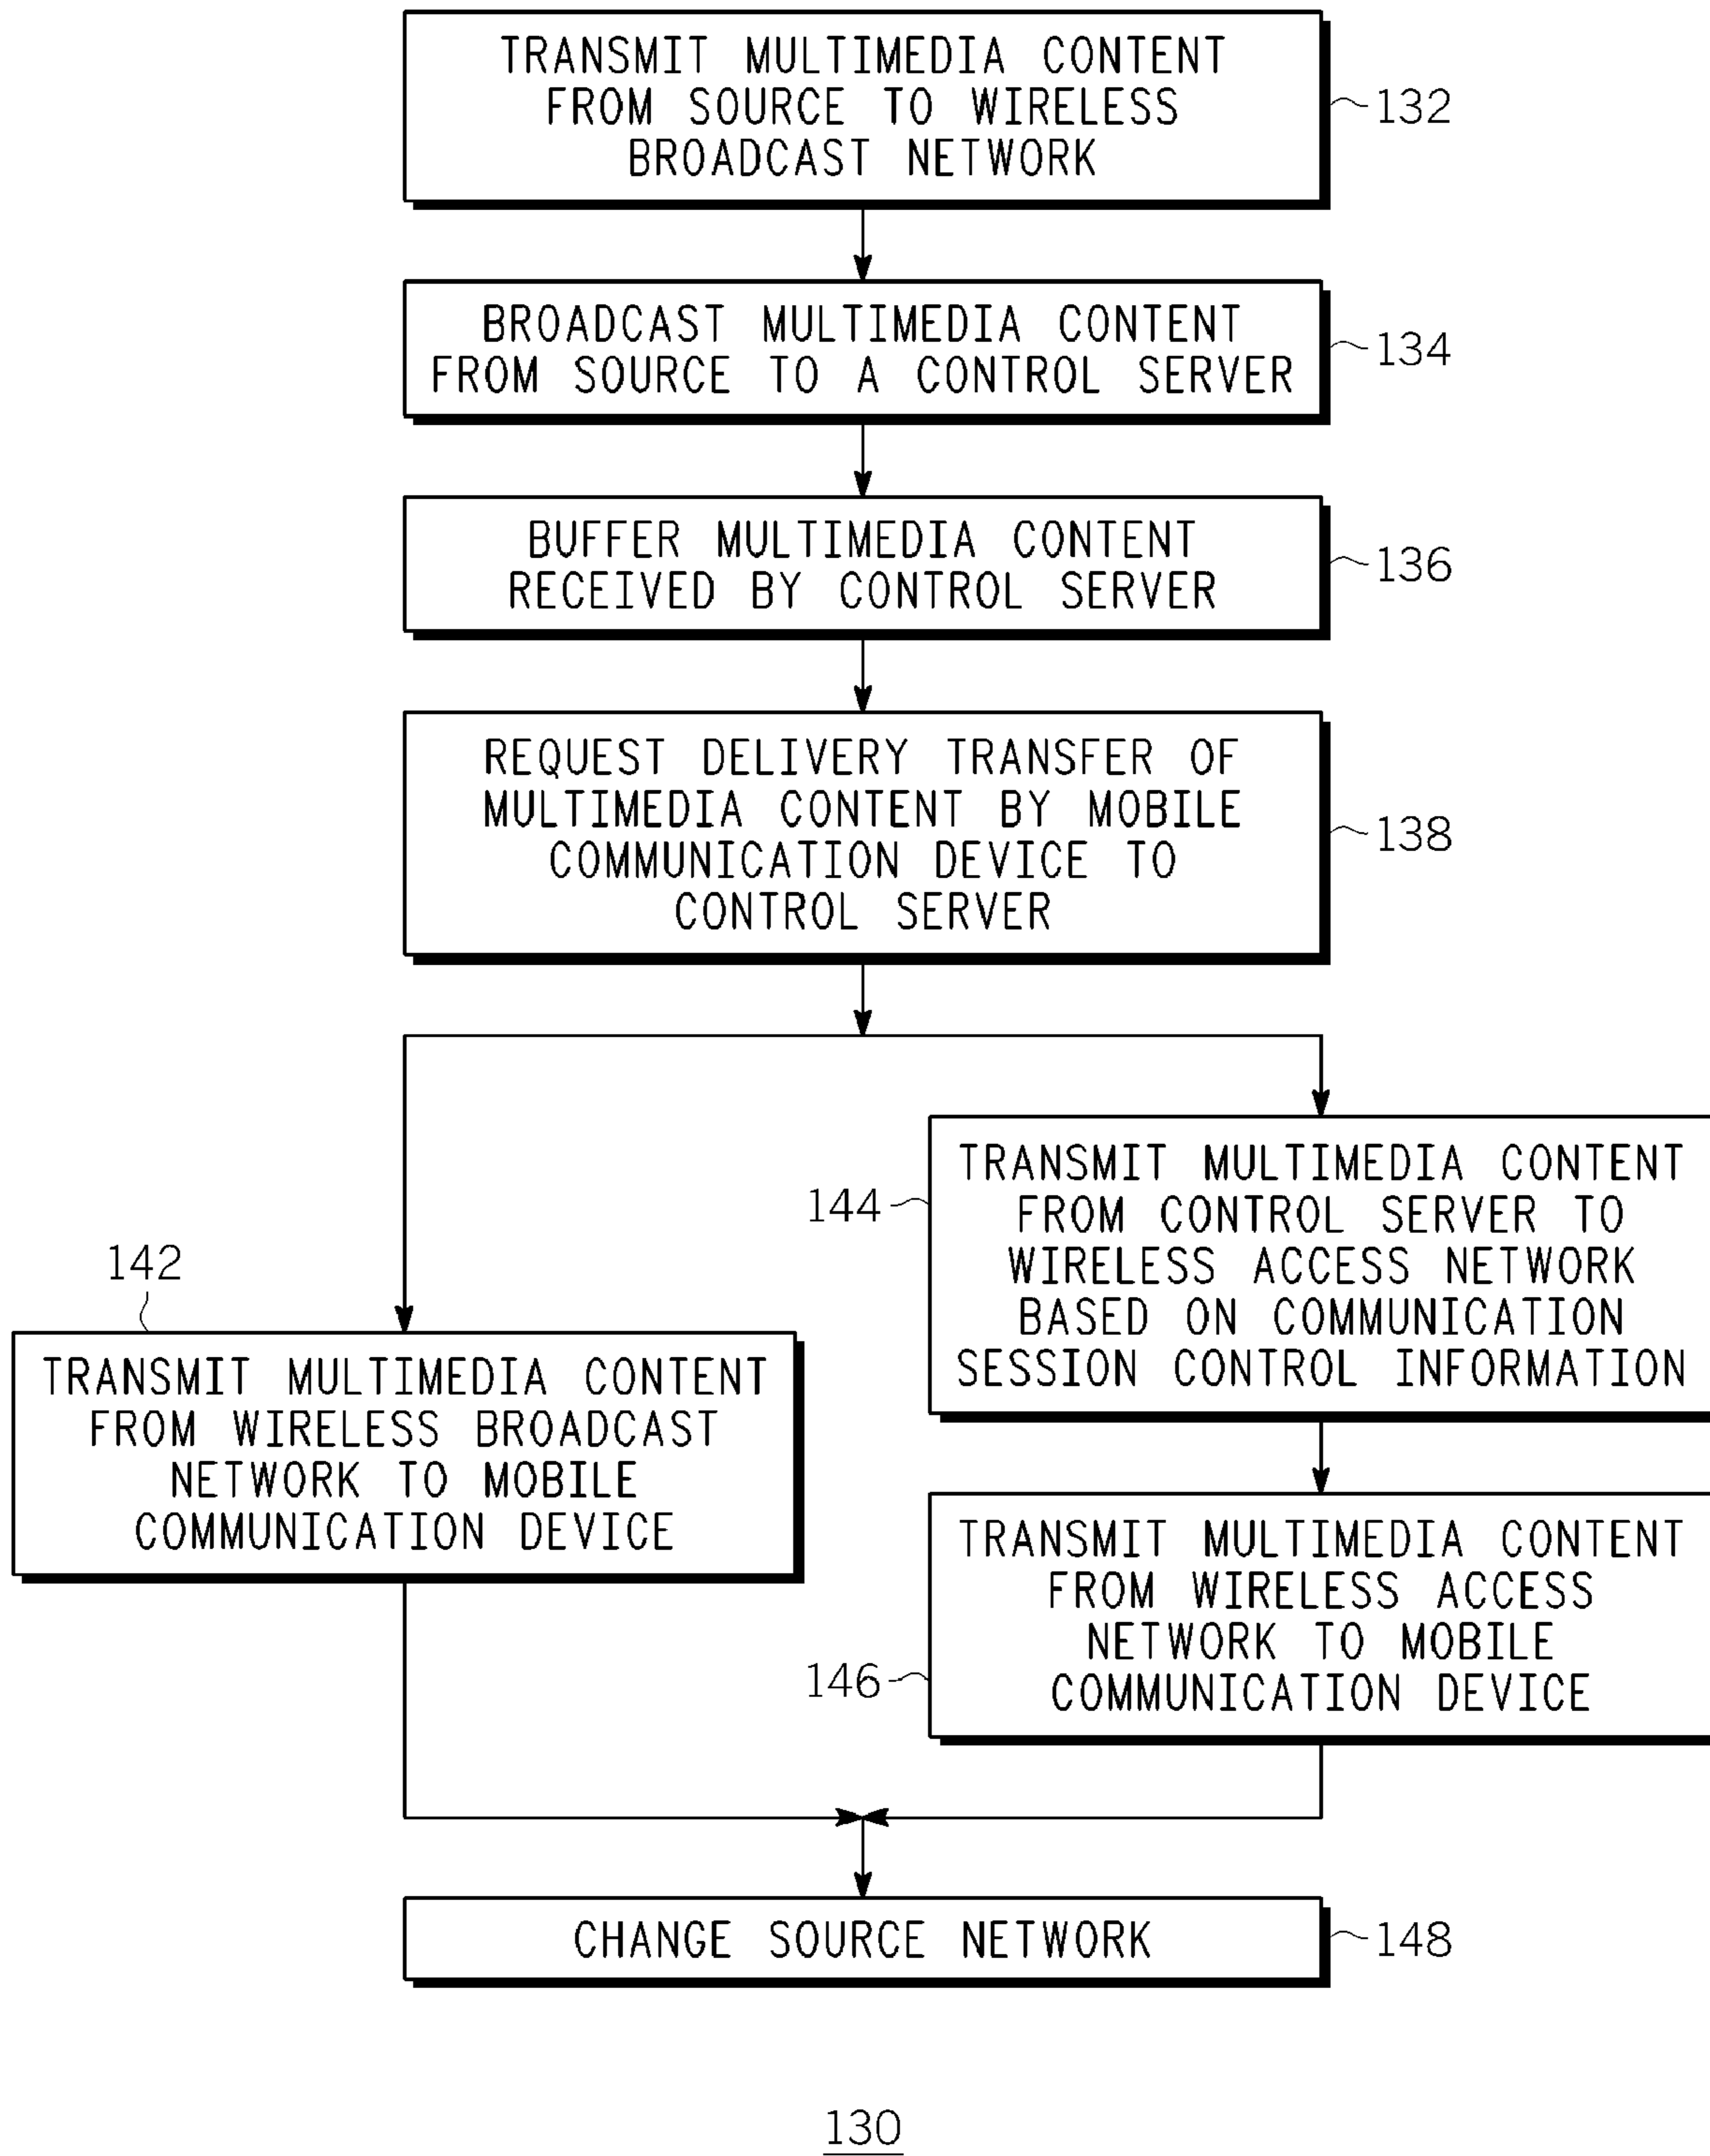 TRANSMIT MULTIMEDIA CONTENT
FROM SOURCE TO WIRELESS
BROADCAST NETWORK
132
BROADCAST MULTIMEDIA CONTENT
FROM SOURCE TO A CONTROL SERVER
134
BUFFER MULTIMEDIA CONTENT
RECEIVED BY CONTROL SERVER
136
REQUEST DELIVERY TRANSFER OF
MULTIMEDIA CONTENT BY MOBILE
COMMUNICATION DEVICE TO
CONTROL SERVER
138
142
TRANSMIT MULTIMEDIA CONTENT
FROM WIRELESS BROADCAST
NETWORK TO MOBILE
COMMUNICATION DEVICE
144
TRANSMIT MULTIMEDIA CONTENT
FROM CONTROL SERVER TO
WIRELESS ACCESS NETWORK
BASED ON COMMUNICATION
SESSION CONTROL INFORMATION
146
TRANSMIT MULTIMEDIA CONTENT
FROM WIRELESS ACCESS
NETWORK TO MOBILE
COMMUNICATION DEVICE
CHANGE SOURCE NETWORK
148
130